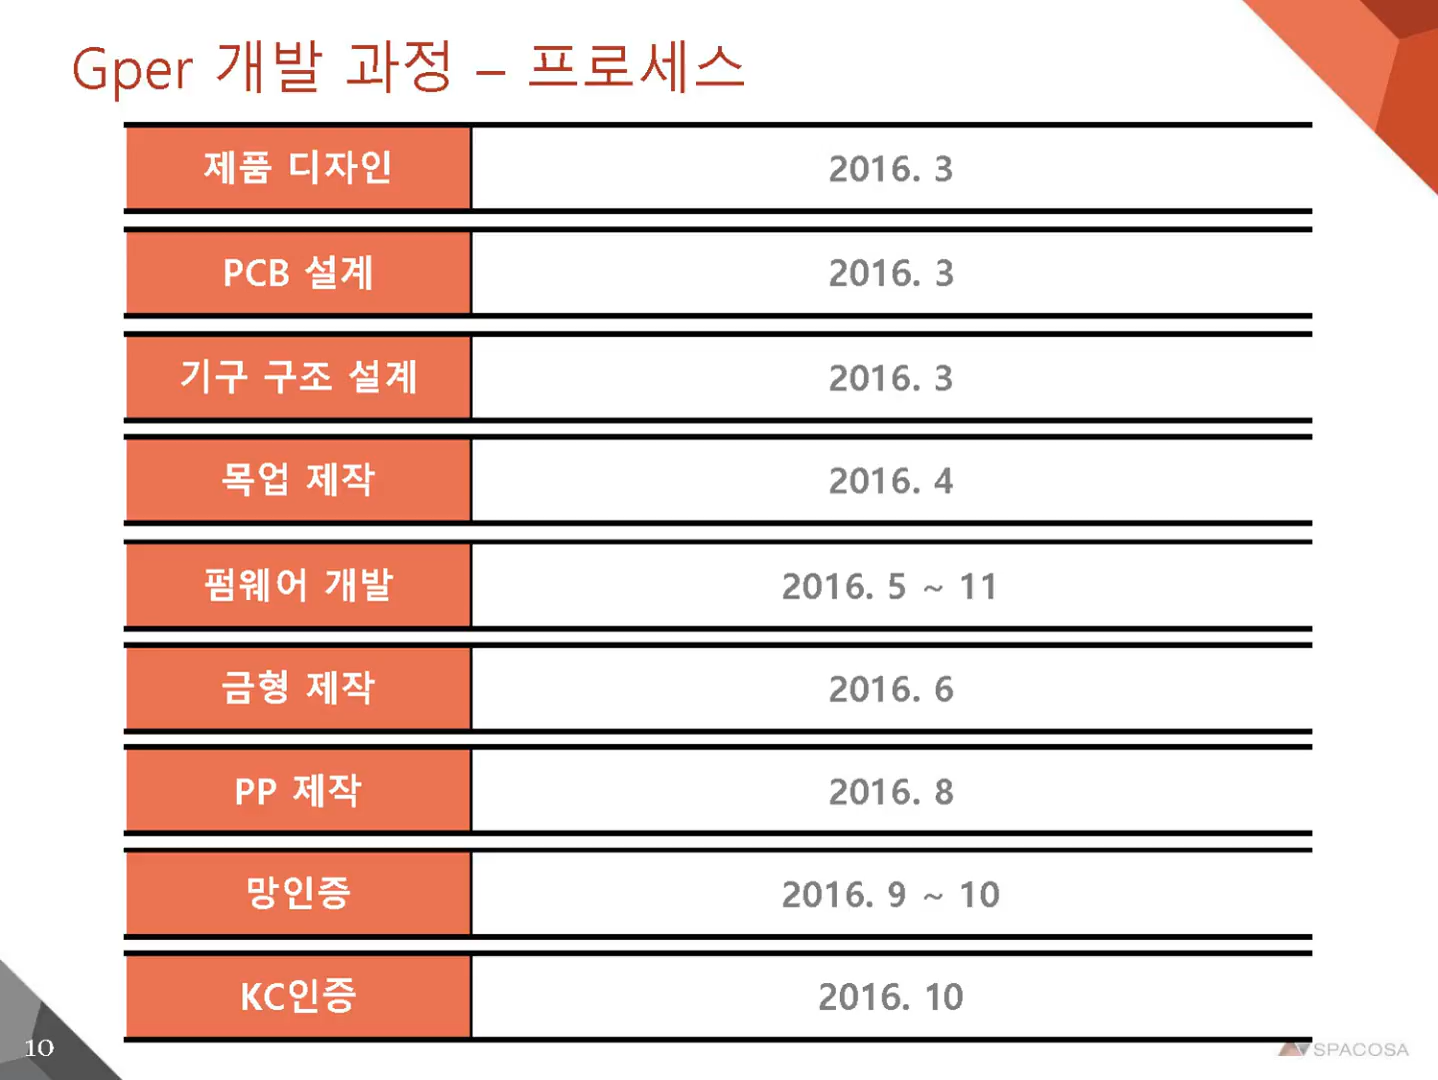 Gper 개발 과정 – 프로세스
제품 디자인 2016. 3
PCB 설계 2016. 3
기구 구조 설계 2016. 3
목업 제작 2016. 4
펌웨어 개발 2016. 5 ~ 11
금형 제작 2016. 6
PP 제작 2016. 8
망인증 2016. 9 ~ 10
KC인증 2016. 10
10
SPACOSA